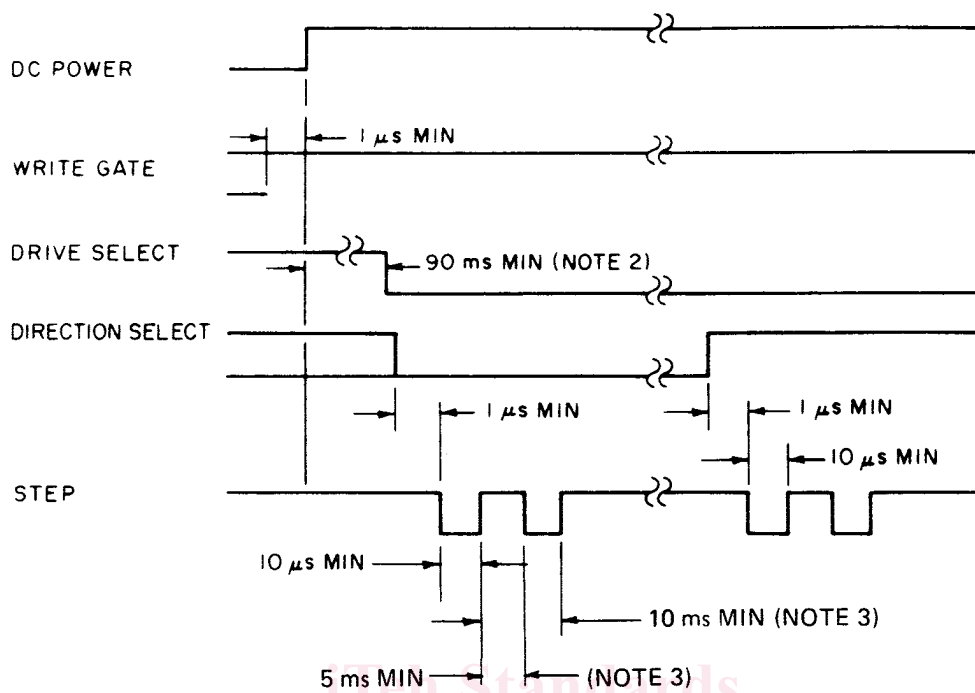 DC POWER
1 μs MIN
WRITE GATE
DRIVE SELECT
90 ms MIN (NOTE 2)
DIRECTION SELECT
1 μs MIN
1 μs MIN
10 μs MIN
STEP
10 μs MIN
10 ms MIN (NOTE 3)
5 ms MIN (NOTE 3)
iTeh Standards